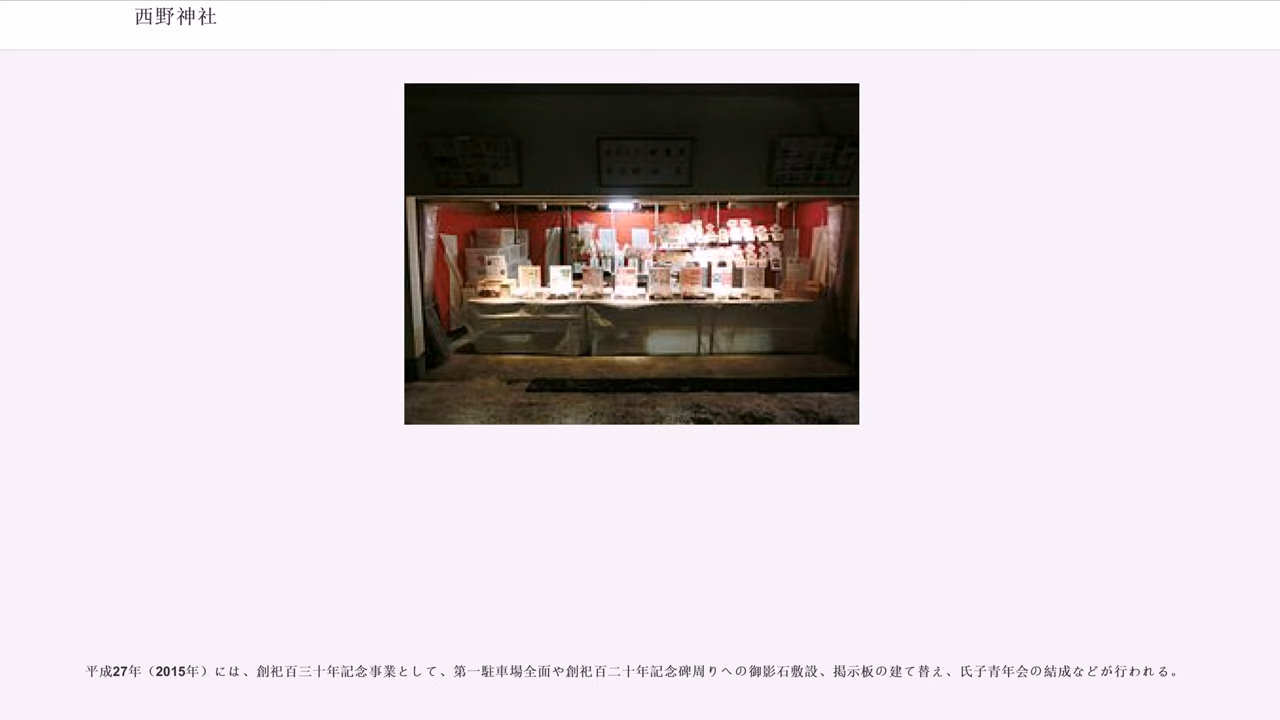 西野神社
平成27年（2015年）には、創祀百三十年記念事業として、第一駐車場全面や創祀百二十年記念碑周りへの御影石敷設、掲示板の建て替え、氏子青年会の結成などが行われる。